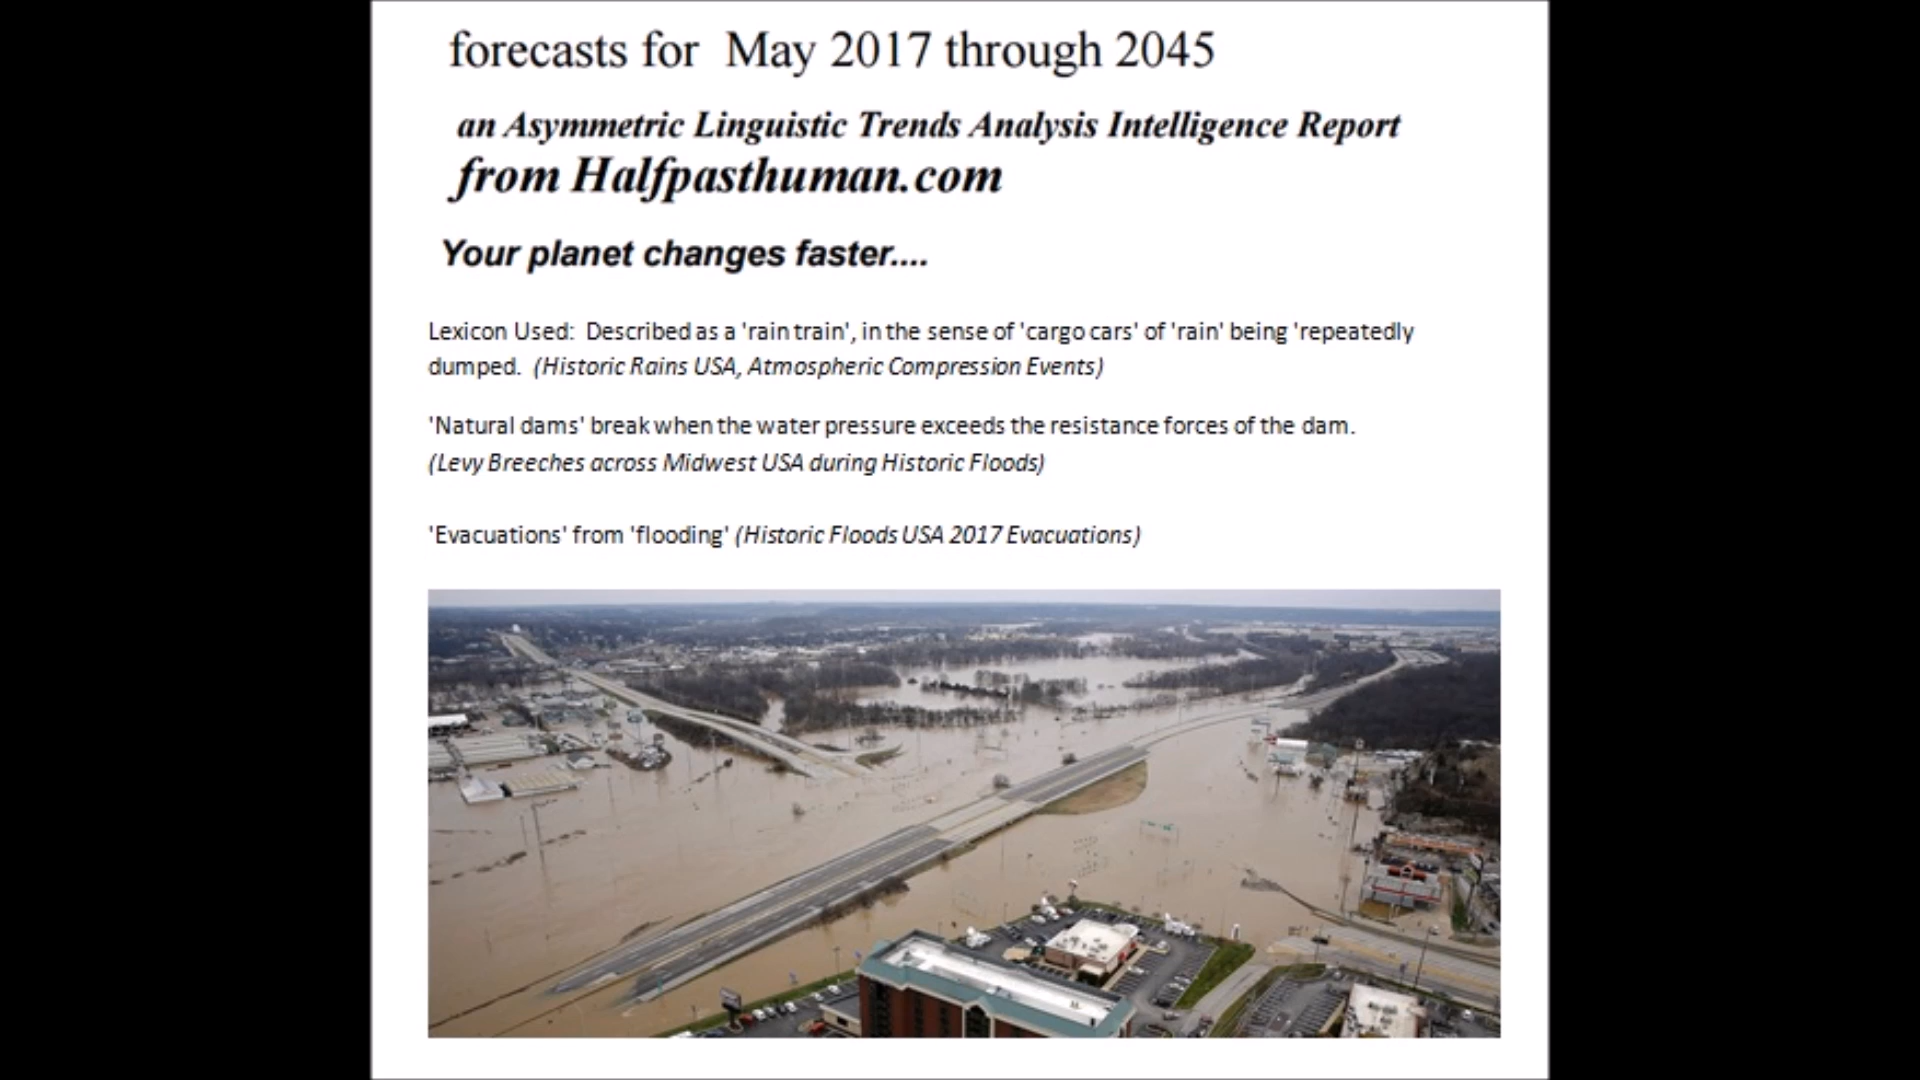 forecasts for  May 2017 through 2045
an Asymmetric Linguistic Trends Analysis Intelligence Report
from Halfpasthuman.com
Your planet changes faster....
Lexicon Used:  Described as a 'rain train', in the sense of 'cargo cars' of 'rain' being 'repeatedly
dumped.  (Historic Rains USA, Atmospheric Compression Events)
'Natural dams' break when the water pressure exceeds the resistance forces of the dam.
(Levy Breeches across Midwest USA during Historic Floods)
'Evacuations' from 'flooding' (Historic Floods USA 2017 Evacuations)